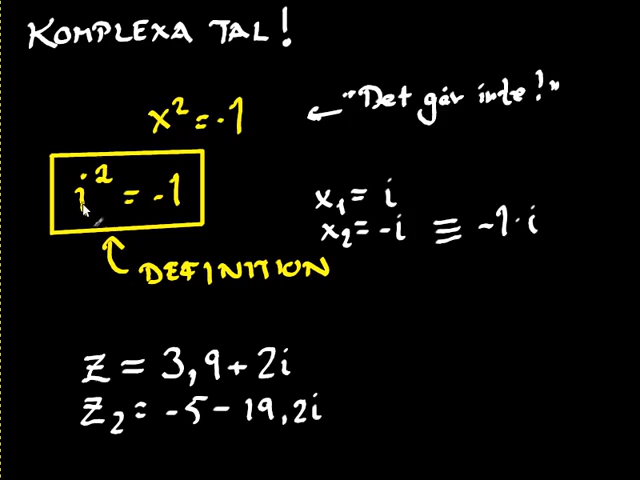 KOMPLEXA TAL!
x² = -1
← "Det går inte!"
i² = -1
DEFINITION
x₁ = i
x₂ = -i ≡ -1·i
z = 3,9 + 2i
z₂ = -5 - 19,2i